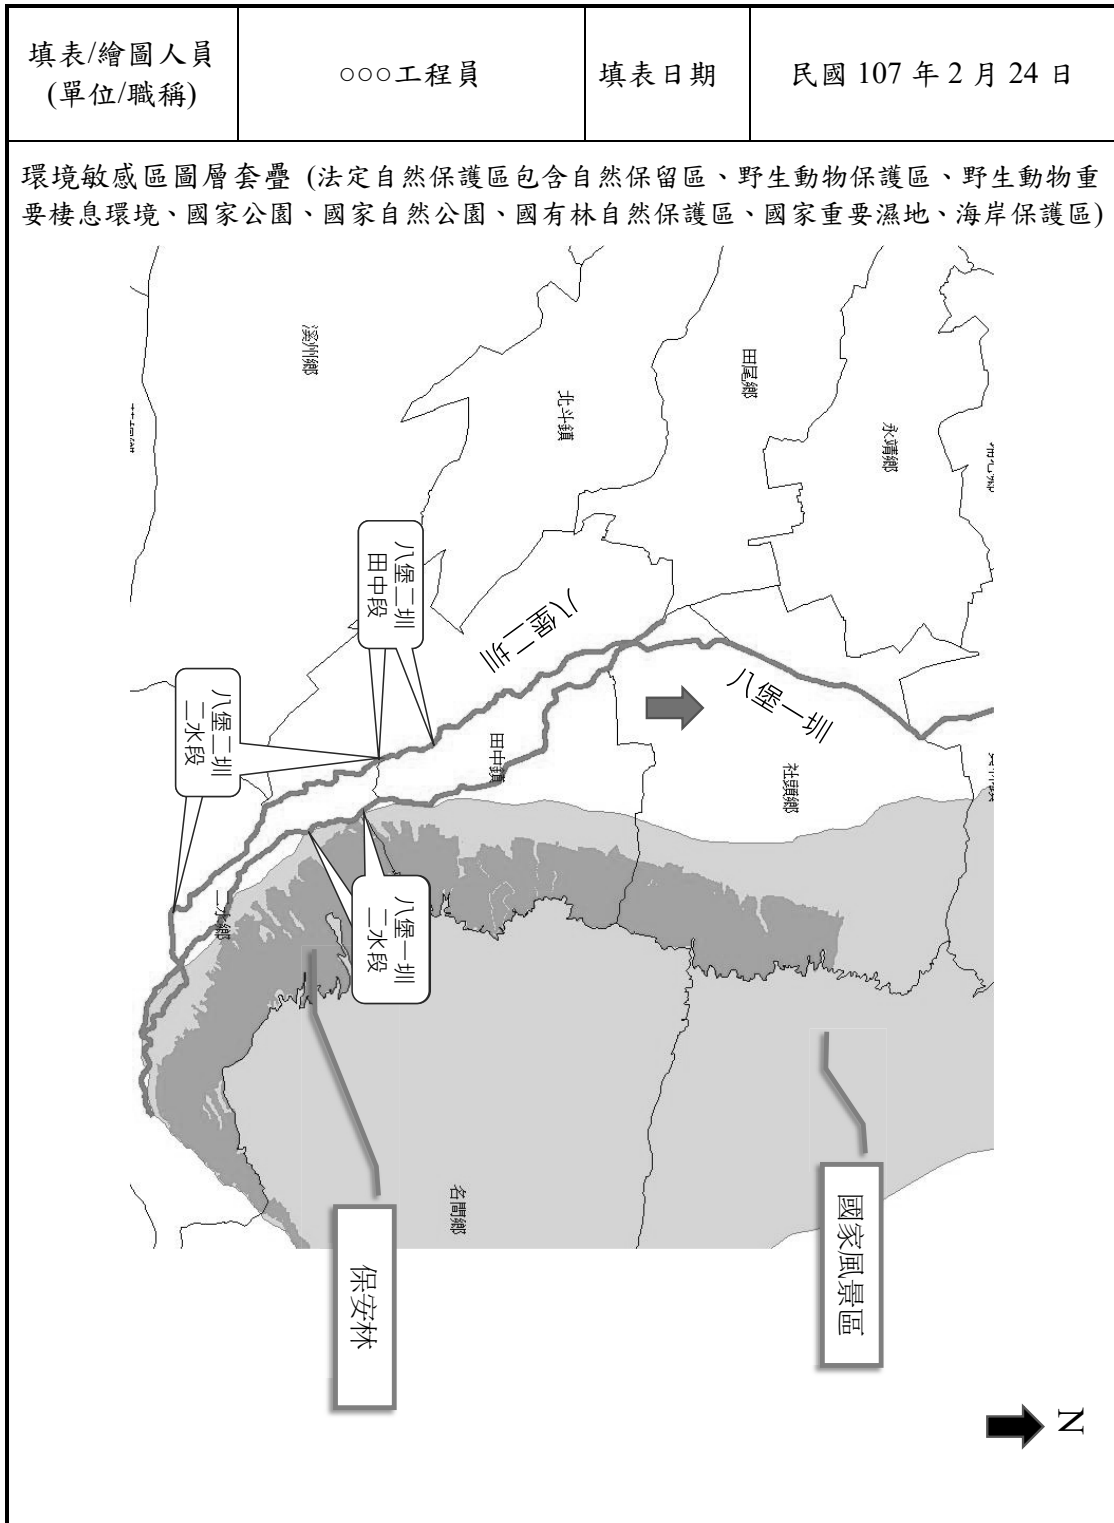 填表/繪圖人員
(單位/職稱)
○○○工程員
填表日期
民國 107 年 2 月 24 日
環境敏感區圖層套疊 (法定自然保護區包含自然保留區、野生動物保護區、野生動物重
要棲息環境、國家公園、國家自然公園、國有林自然保護區、國家重要濕地、海岸保護區)
溪州鄉
北斗鎮
田尾鄉
永靖鄉
八堡二圳
田中段
八堡二圳
八堡一圳
八堡二圳
二水段
田中鎮
社頭鄉
二水鄉
八堡一圳
二水段
名間鄉
國家風景區
保安林
N